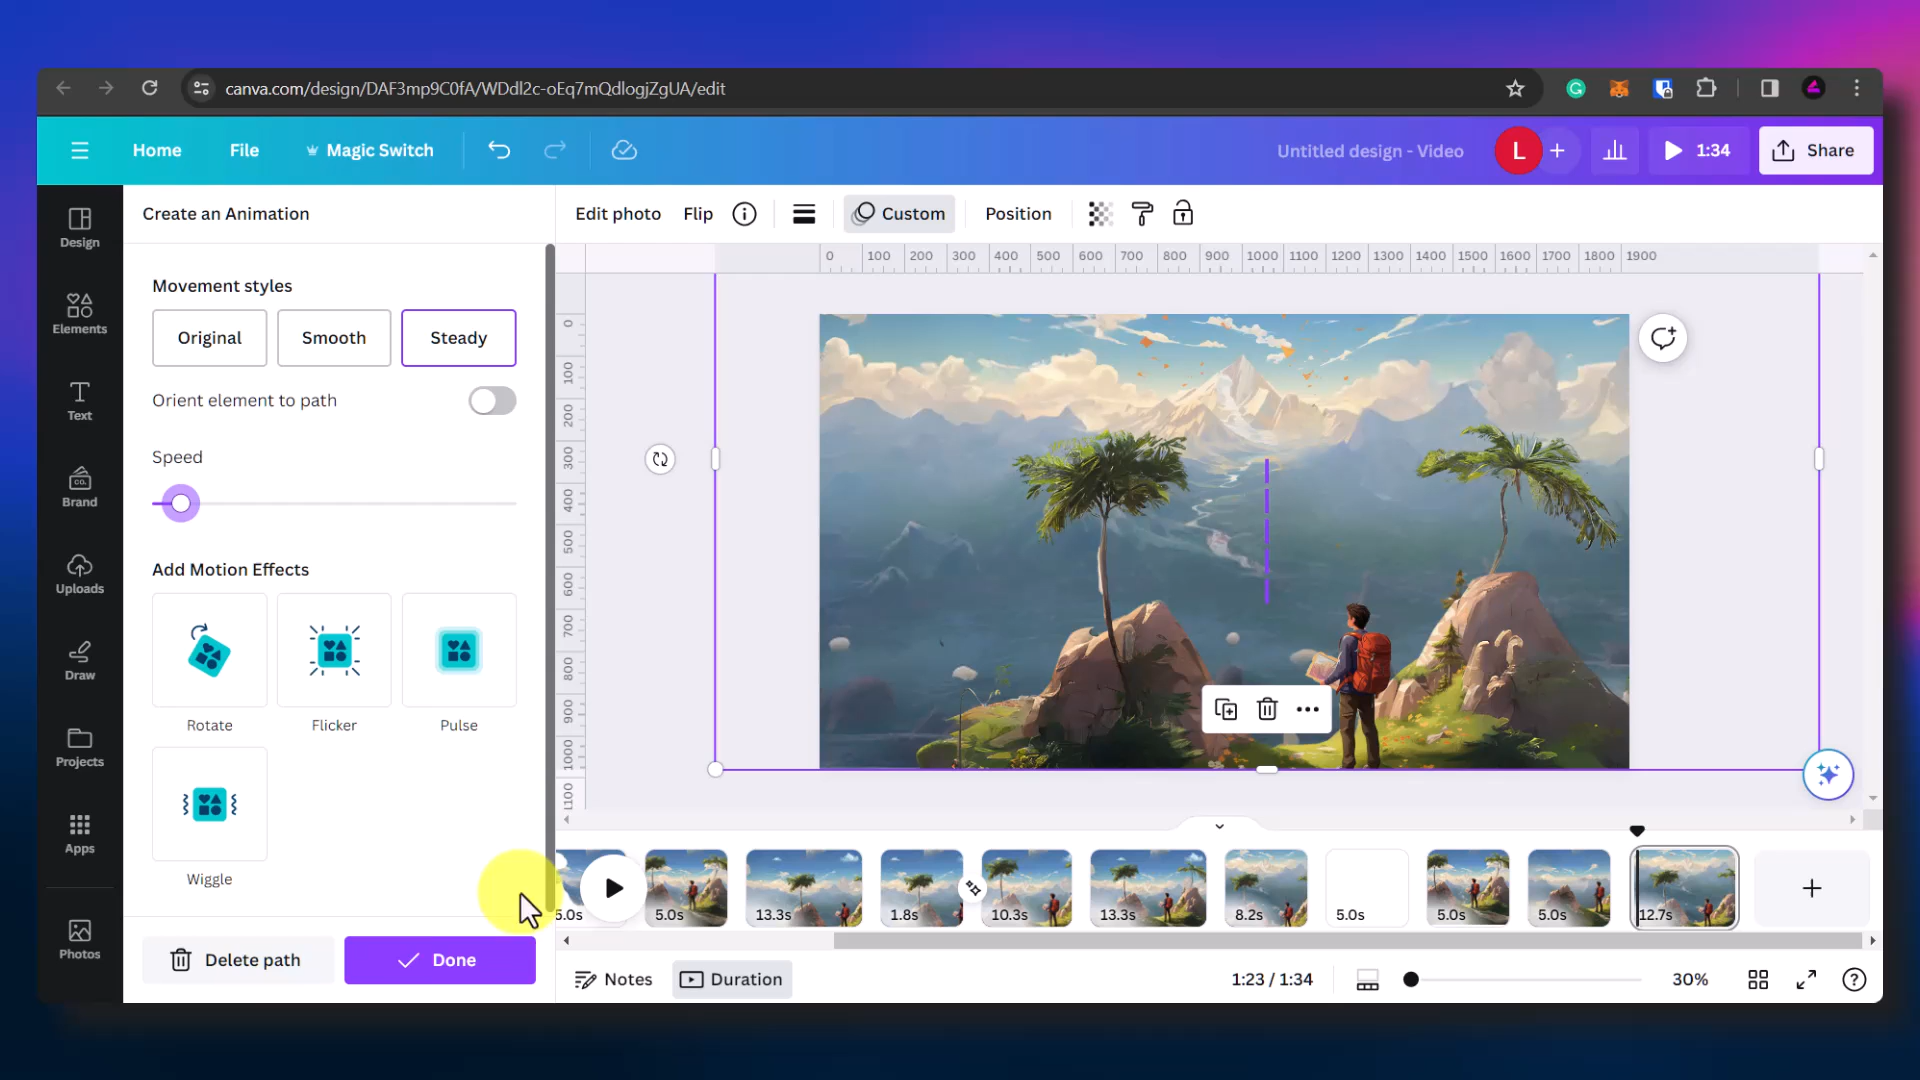 canva.com/design/DAF3mp9C0fA/WDdl2c-oEq7mQdlogjZgUA/edit
Home File Magic Switch Untitled design - Video L 1:34 Share
Create an Animation
Edit photo Flip Custom Position
Design
Elements
Text
Brand
CO.
Uploads
Draw
Projects
Apps
Photos
Movement styles
Original Smooth Steady
Orient element to path
Speed
Add Motion Effects
Rotate Flicker Pulse
Wiggle
Delete path Done
0 100 200 300 400 500 600 700 800 900 1000 1100 1200 1300 1400 1500 1600 1700 1800 1900
0
100
200
300
400
500
600
700
800
900
1000
1100
5.0s 5.0s 13.3s 1.8s 10.3s 13.3s 8.2s 5.0s 5.0s 5.0s 12.7s
Notes Duration 1:23 / 1:34 30%